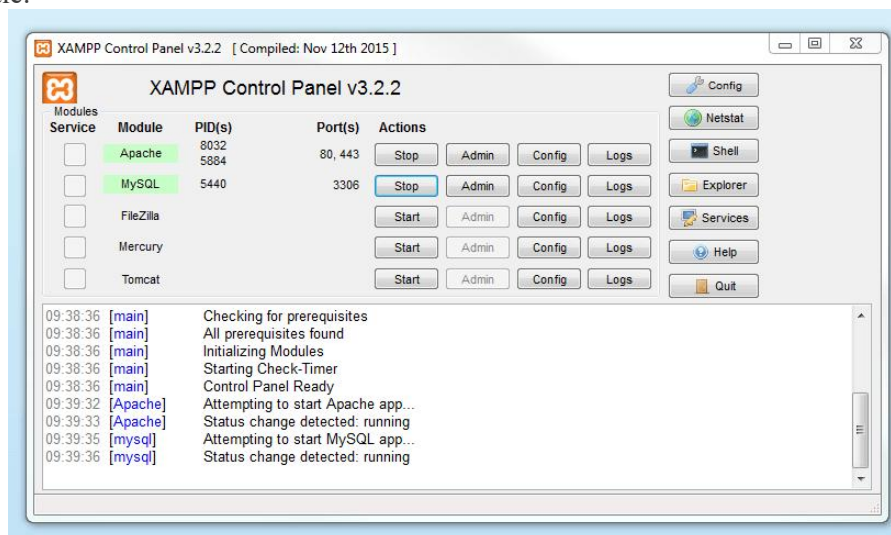 XAMPP Control Panel v3.2.2 [ Compiled: Nov 12th 2015 ]
XAMPP Control Panel v3.2.2
Modules
Service Module PID(s) Port(s) Actions
Apache 8032 5884 80, 443 Stop Admin Config Logs
MySQL 5440 3306 Stop Admin Config Logs
FileZilla Start Admin Config Logs
Mercury Start Admin Config Logs
Tomcat Start Admin Config Logs
Config
Netstat
Shell
Explorer
Services
Help
Quit
09:38:36 [main] Checking for prerequisites
09:38:36 [main] All prerequisites found
09:38:36 [main] Initializing Modules
09:38:36 [main] Starting Check-Timer
09:38:36 [main] Control Panel Ready
09:39:32 [Apache] Attempting to start Apache app...
09:39:33 [Apache] Status change detected: running
09:39:35 [mysql] Attempting to start MySQL app...
09:39:36 [mysql] Status change detected: running